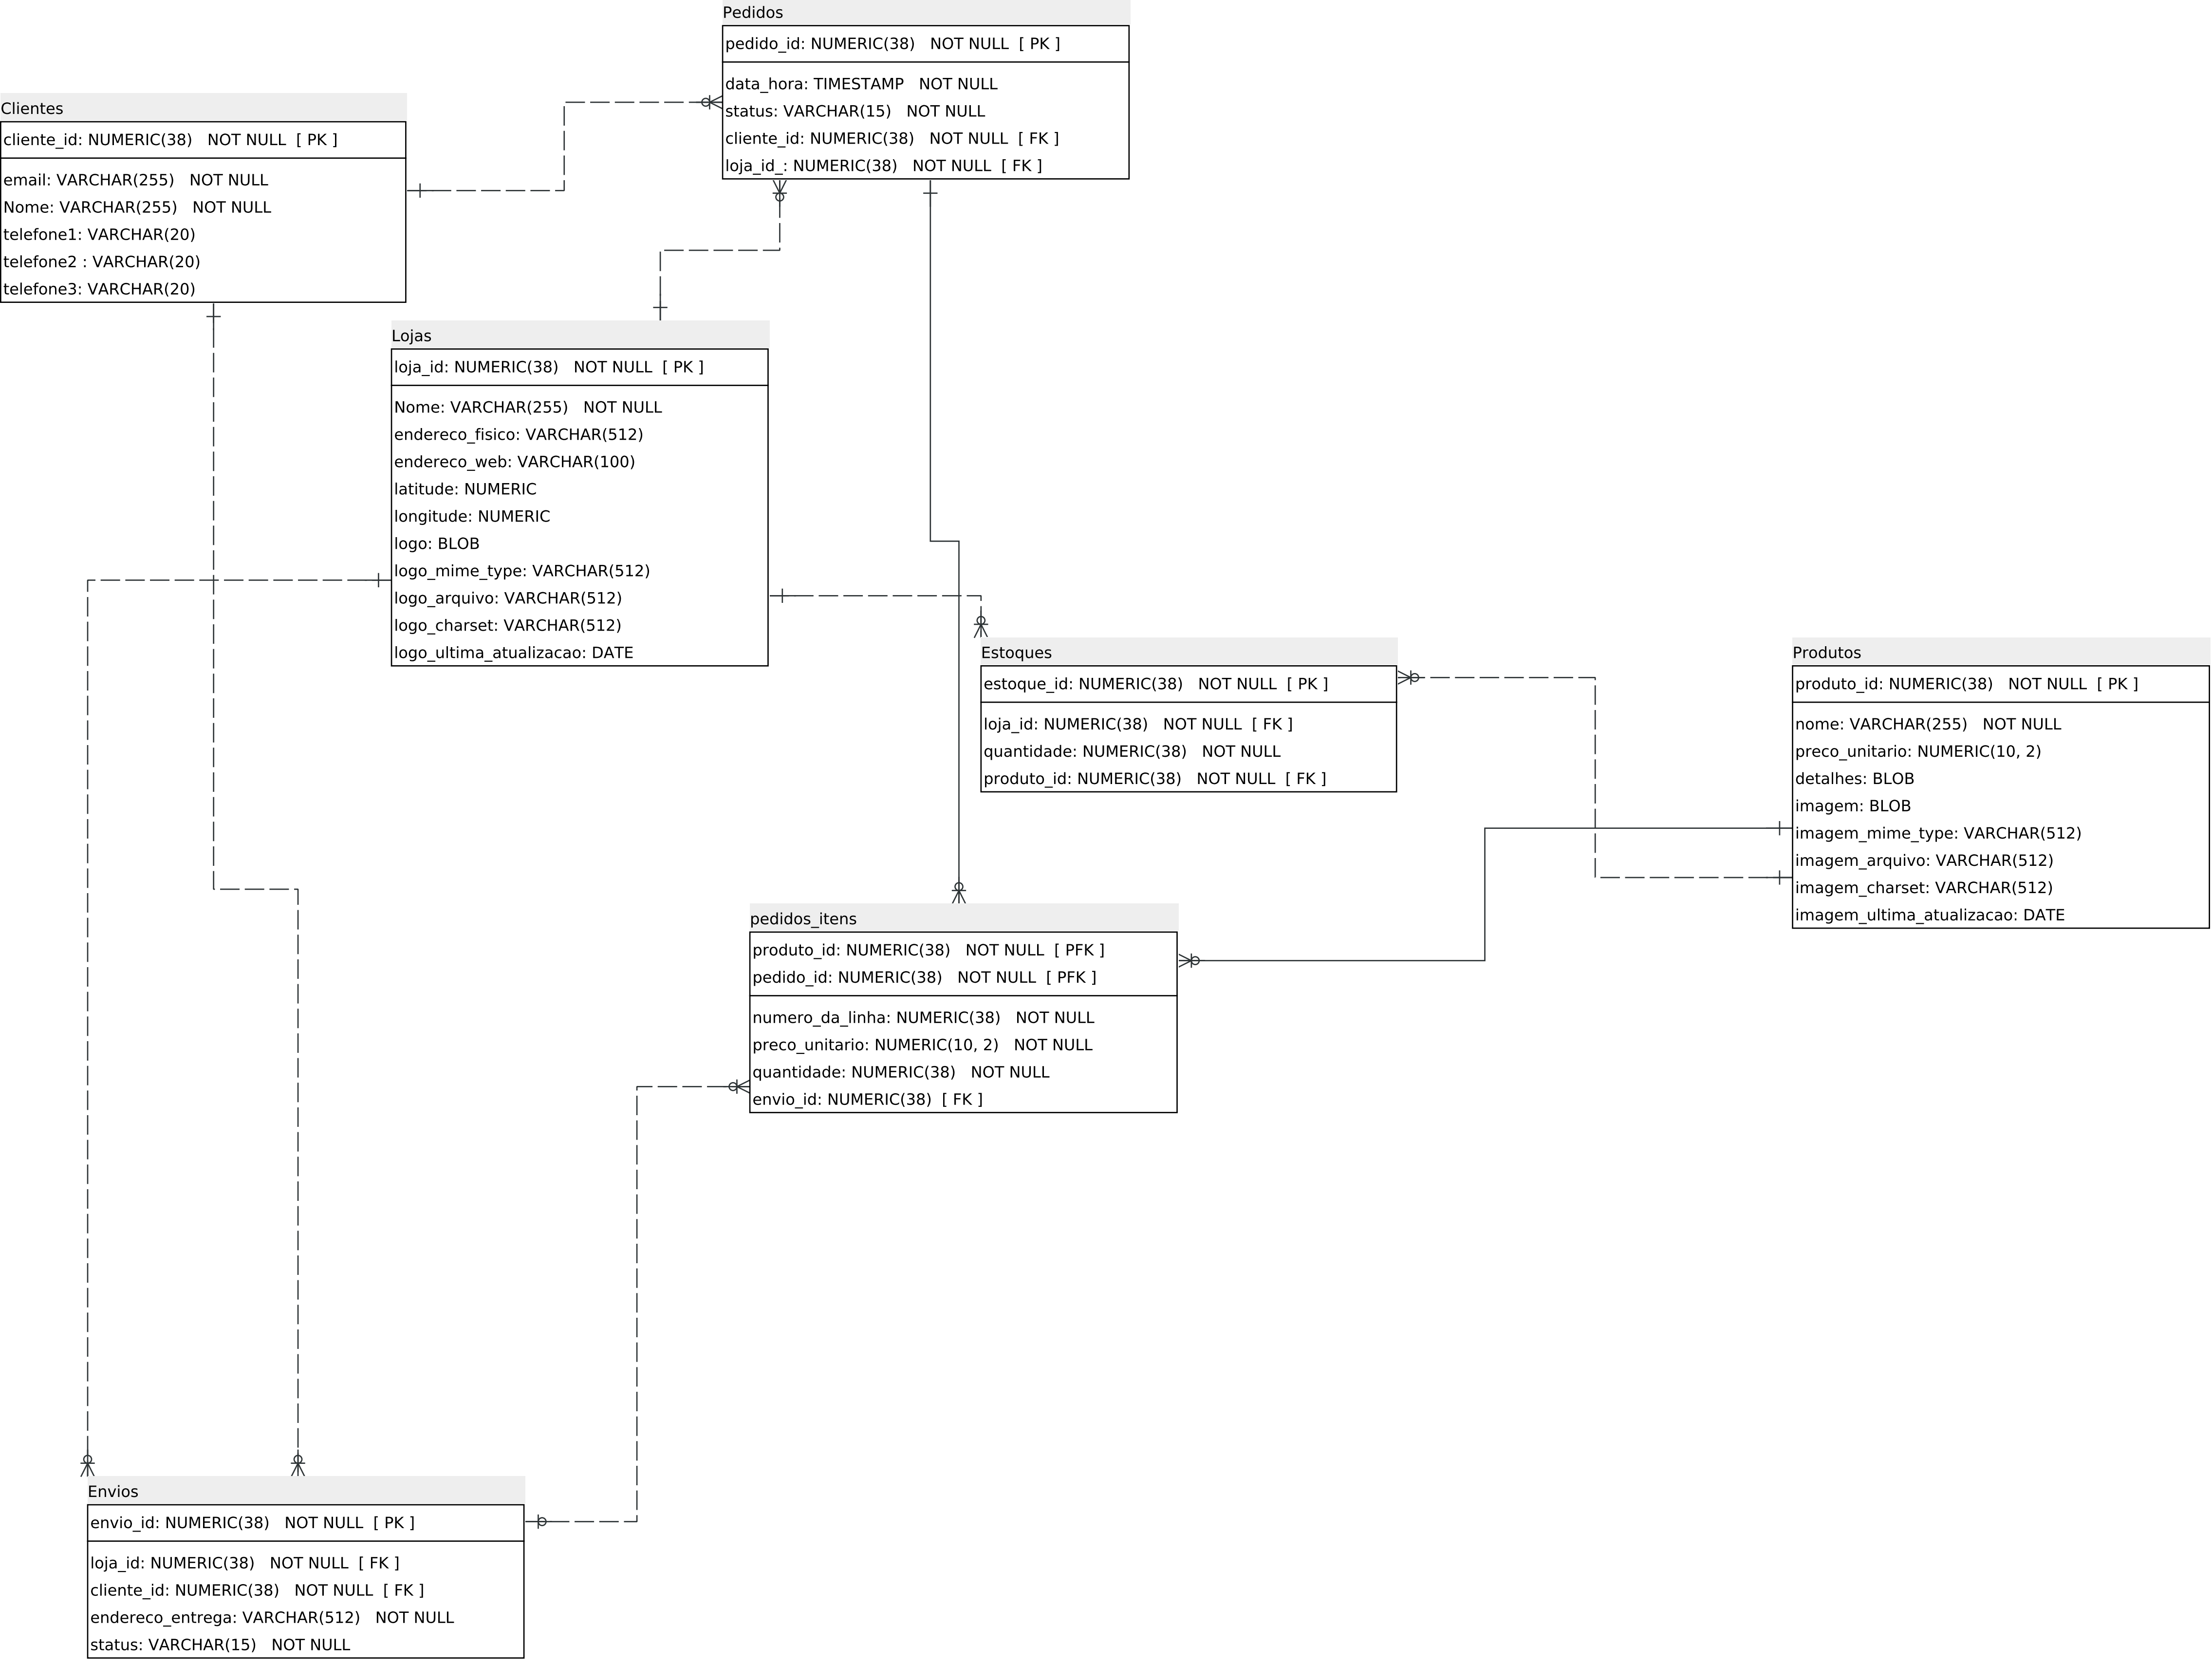 Pedidos
pedido_id: NUMERIC(38) NOT NULL [ PK ]
data_hora: TIMESTAMP NOT NULL
status: VARCHAR(15) NOT NULL
cliente_id: NUMERIC(38) NOT NULL [ FK ]
loja_id_: NUMERIC(38) NOT NULL [ FK ]
Clientes
cliente_id: NUMERIC(38) NOT NULL [ PK ]
email: VARCHAR(255) NOT NULL
Nome: VARCHAR(255) NOT NULL
telefone1: VARCHAR(20)
telefone2 : VARCHAR(20)
telefone3: VARCHAR(20)
Lojas
loja_id: NUMERIC(38) NOT NULL [ PK ]
Nome: VARCHAR(255) NOT NULL
endereco_fisico: VARCHAR(512)
endereco_web: VARCHAR(100)
latitude: NUMERIC
longitude: NUMERIC
logo: BLOB
logo_mime_type: VARCHAR(512)
logo_arquivo: VARCHAR(512)
logo_charset: VARCHAR(512)
logo_ultima_atualizacao: DATE
Estoques
estoque_id: NUMERIC(38) NOT NULL [ PK ]
loja_id: NUMERIC(38) NOT NULL [ FK ]
quantidade: NUMERIC(38) NOT NULL
produto_id: NUMERIC(38) NOT NULL [ FK ]
Produtos
produto_id: NUMERIC(38) NOT NULL [ PK ]
nome: VARCHAR(255) NOT NULL
preco_unitario: NUMERIC(10, 2)
detalhes: BLOB
imagem: BLOB
imagem_mime_type: VARCHAR(512)
imagem_arquivo: VARCHAR(512)
imagem_charset: VARCHAR(512)
imagem_ultima_atualizacao: DATE
pedidos_itens
produto_id: NUMERIC(38) NOT NULL [ PFK ]
pedido_id: NUMERIC(38) NOT NULL [ PFK ]
numero_da_linha: NUMERIC(38) NOT NULL
preco_unitario: NUMERIC(10, 2) NOT NULL
quantidade: NUMERIC(38) NOT NULL
envio_id: NUMERIC(38) [ FK ]
Envios
envio_id: NUMERIC(38) NOT NULL [ PK ]
loja_id: NUMERIC(38) NOT NULL [ FK ]
cliente_id: NUMERIC(38) NOT NULL [ FK ]
endereco_entrega: VARCHAR(512) NOT NULL
status: VARCHAR(15) NOT NULL